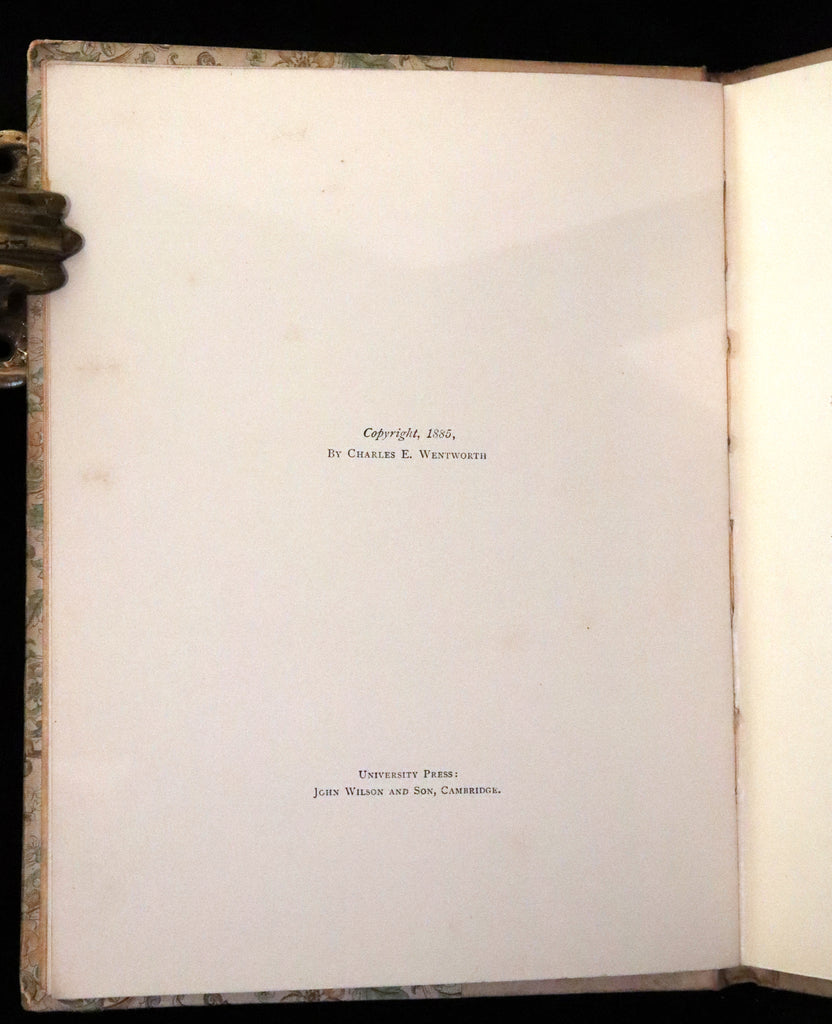 Copyright, 1885,
By Charles E. Wentworth
University Press:
John Wilson and Son, Cambridge.